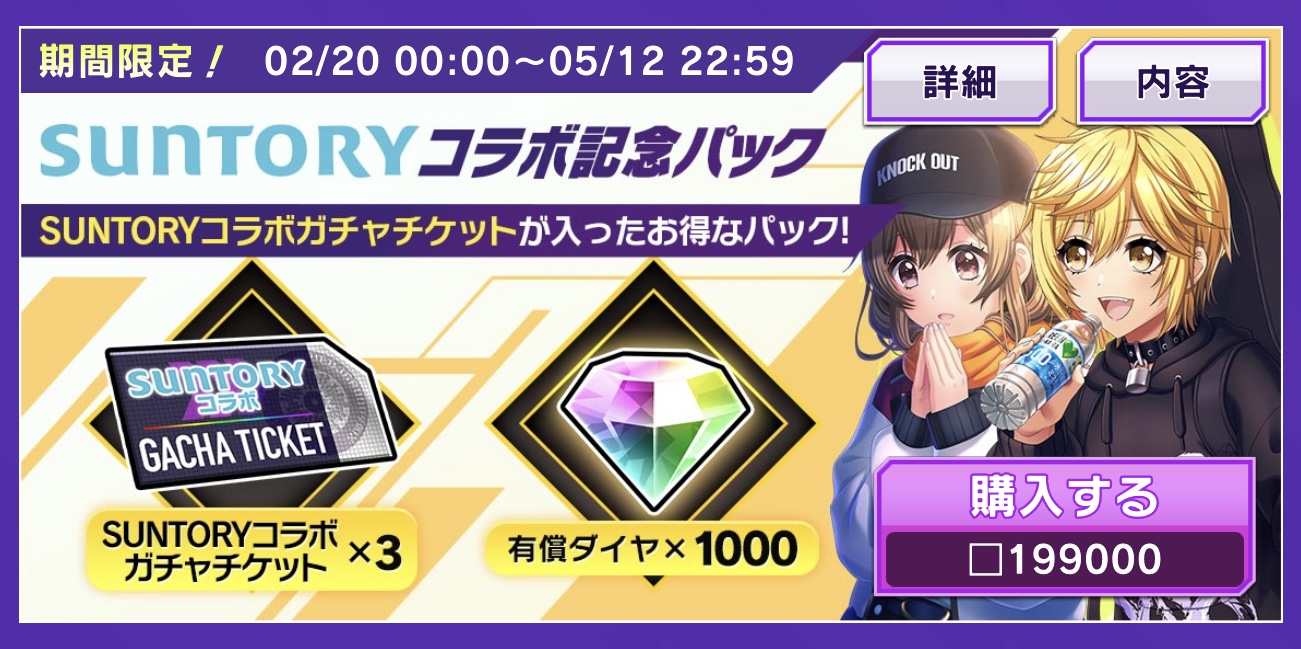 期間限定! 02/20 00:00～05/12 22:59
詳細
内容
SUNTORYコラボ記念パック
SUNTORYコラボガチャチケットが入ったお得なパック!
KNOCK OUT
SUNTORY
コラボ
GACHA TICKET
SUNTORYコラボ
ガチャチケット ×3
有償ダイヤ×1000
購入する
□199000